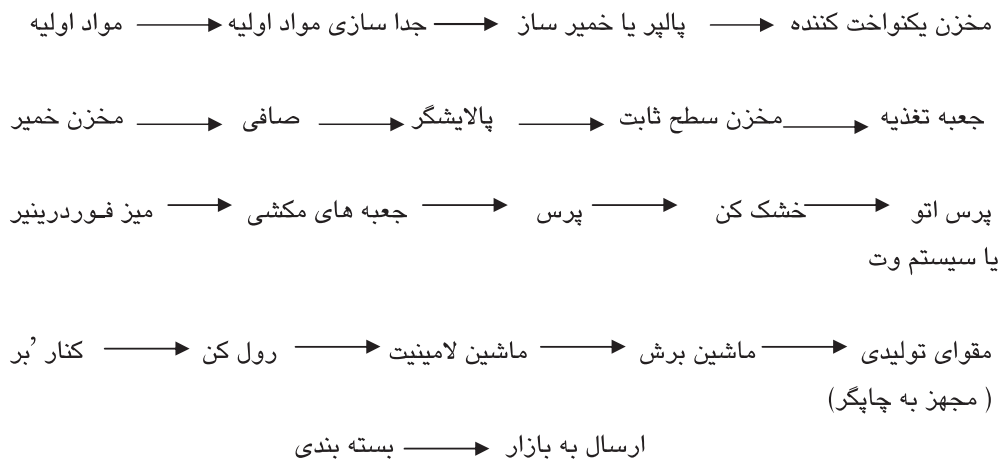 مواد اولیه → جدا سازی مواد اولیه → پالپر یا خمیر ساز → مخزن یکنواخت کننده
مخزن خمیر → صافی → پالایشگر → مخزن سطح ثابت → جعبه تغذیه
میز فـوردرینیر → جعبه های مکشی → پرس → خشک کن → پرس اتو
یا سیستم وت
کنار ’بر → رول کن → ماشین لامینیت → ماشین برش → مقوای تولیدی
( مجهز به چاپگر)
بسته بندی → ارسال به بازار